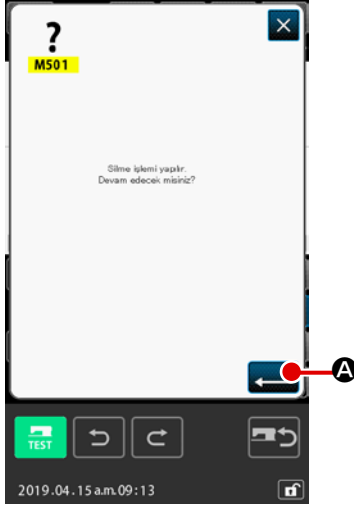 ?
M501
Silme işlemi yapılır.
Devam edecek misiniz?
A
TEST
2019.04.15 a.m. 09:13